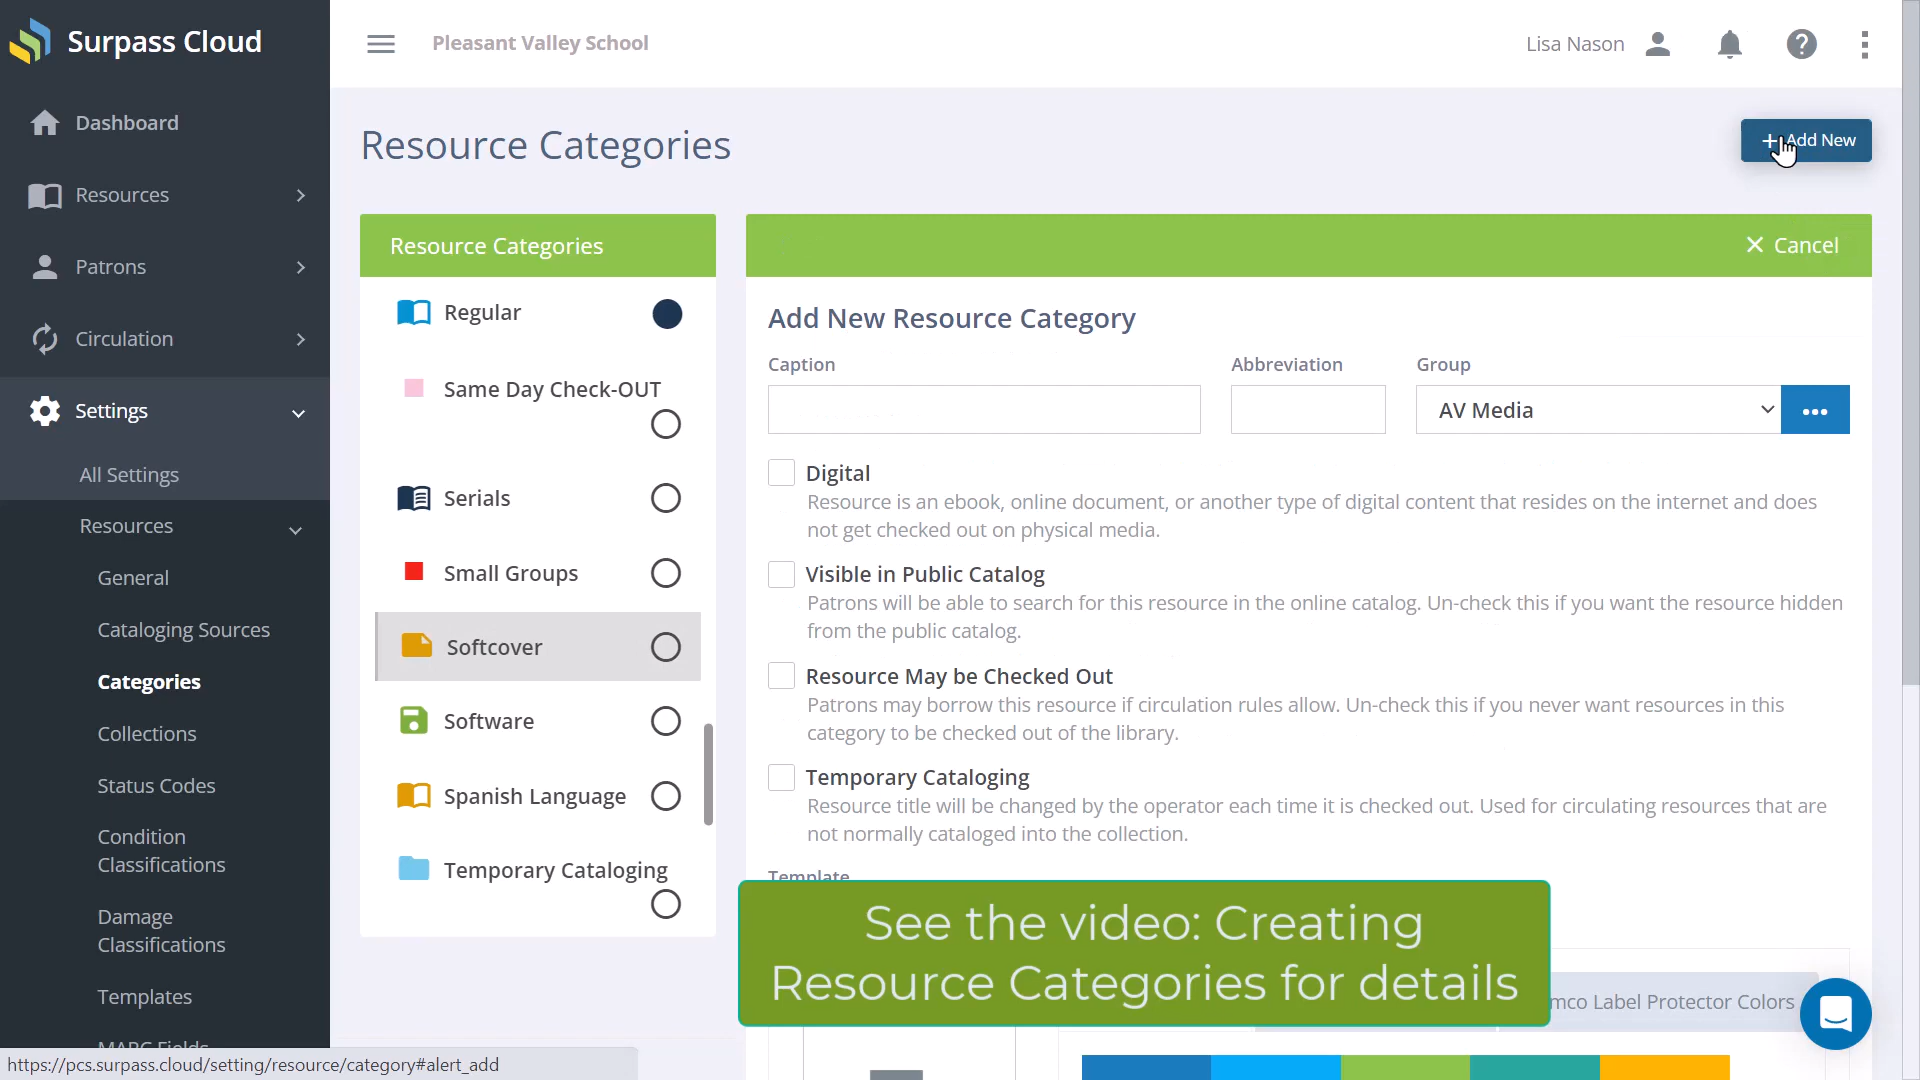 Surpass Cloud
Pleasant Valley School
Lisa Nason
Dashboard
Resources
Patrons
Circulation
Settings
All Settings
Resources
General
Cataloging Sources
Categories
Collections
Status Codes
Condition
Classifications
Damage
Classifications
Templates
MARC Fields
Resource Categories
Add New
Resource Categories
Regular
Same Day Check-OUT
Serials
Small Groups
Softcover
Software
Spanish Language
Temporary Cataloging
Cancel
Add New Resource Category
Caption
Abbreviation
Group
AV Media
Digital
Resource is an ebook, online document, or another type of digital content that resides on the internet and does
not get checked out on physical media.
Visible in Public Catalog
Patrons will be able to search for this resource in the online catalog. Un-check this if you want the resource hidden
from the public catalog.
Resource May be Checked Out
Patrons may borrow this resource if circulation rules allow. Un-check this if you never want resources in this
category to be checked out of the library.
Temporary Cataloging
Resource title will be changed by the operator each time it is checked out. Used for circulating resources that are
not normally cataloged into the collection.
Template
See the video: Creating
Resource Categories for details
mco Label Protector Colors
https://pcs.surpass.cloud/setting/resource/category#alert_add